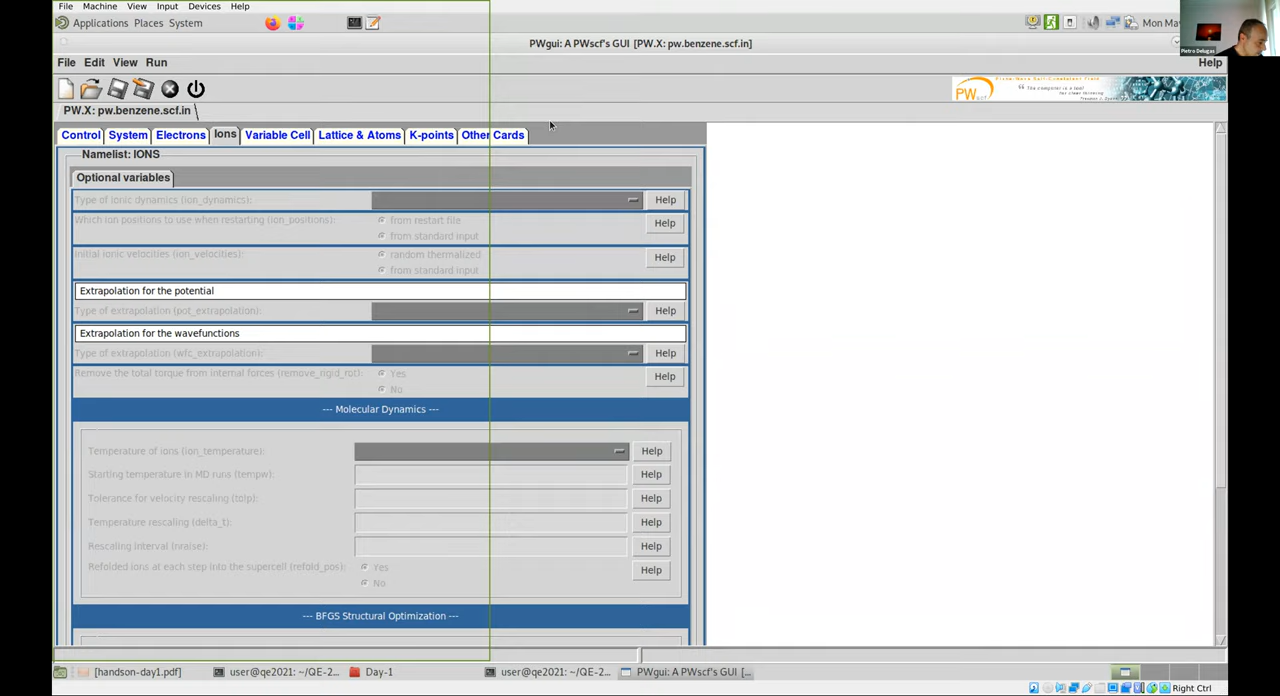 File Machine View Input Devices Help
Applications Places System
Mon May
PWgui: A PWscf's GUI [PW.X: pw.benzene.scf.in]
Pietro Delugas
File Edit View Run Help
PW
PW.X: pw.benzene.scf.in
Control System Electrons Ions Variable Cell Lattice & Atoms K-points Other Cards
Namelist: IONS
Optional variables
Type of ionic dynamics (ion_dynamics): Help
Which ion positions to use when restarting (ion_positions): from restart file Help
from standard input
Initial ionic velocities (ion_velocities): random thermalized Help
from standard input
Extrapolation for the potential
Type of extrapolation (pot_extrapolation): Help
Extrapolation for the wavefunctions
Type of extrapolation (wfc_extrapolation): Help
Remove the total torque from internal forces (remove_rigid_rot): Yes Help
No
--- Molecular Dynamics ---
Temperature of ions (ion_temperature): Help
Starting temperature in MD runs (tempw): Help
Tolerance for velocity rescaling (tolp): Help
Temperature rescaling (delta_t): Help
Rescaling interval (nraise): Help
Refolded ions at each step into the supercell (refold_pos): Yes Help
No
--- BFGS Structural Optimization ---
[handson-day1.pdf] user@qe2021: ~/QE-2... Day-1 user@qe2021: ~/QE-2... PWgui: A PWscf's GUI [...
Right Ctrl